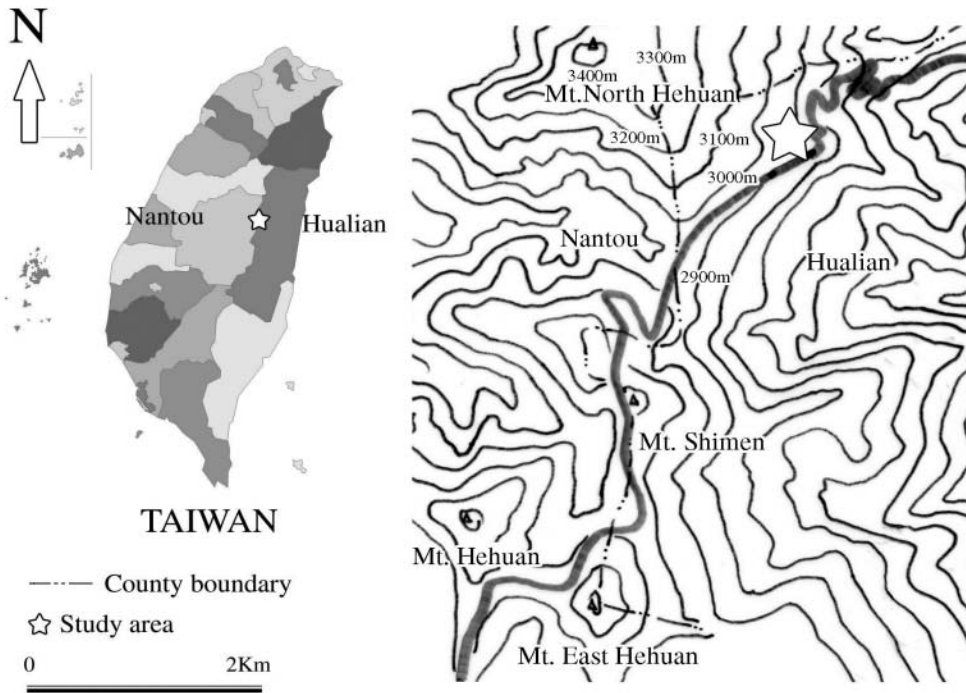 N
Nantou
Hualian
TAIWAN
County boundary
Study area
0 2Km
3300m
3400m
Mt.North Hehuan
3200m
3100m
3000m
Nantou
Hualian
2900m
Mt. Shimen
Mt. Hehuan
Mt. East Hehuan